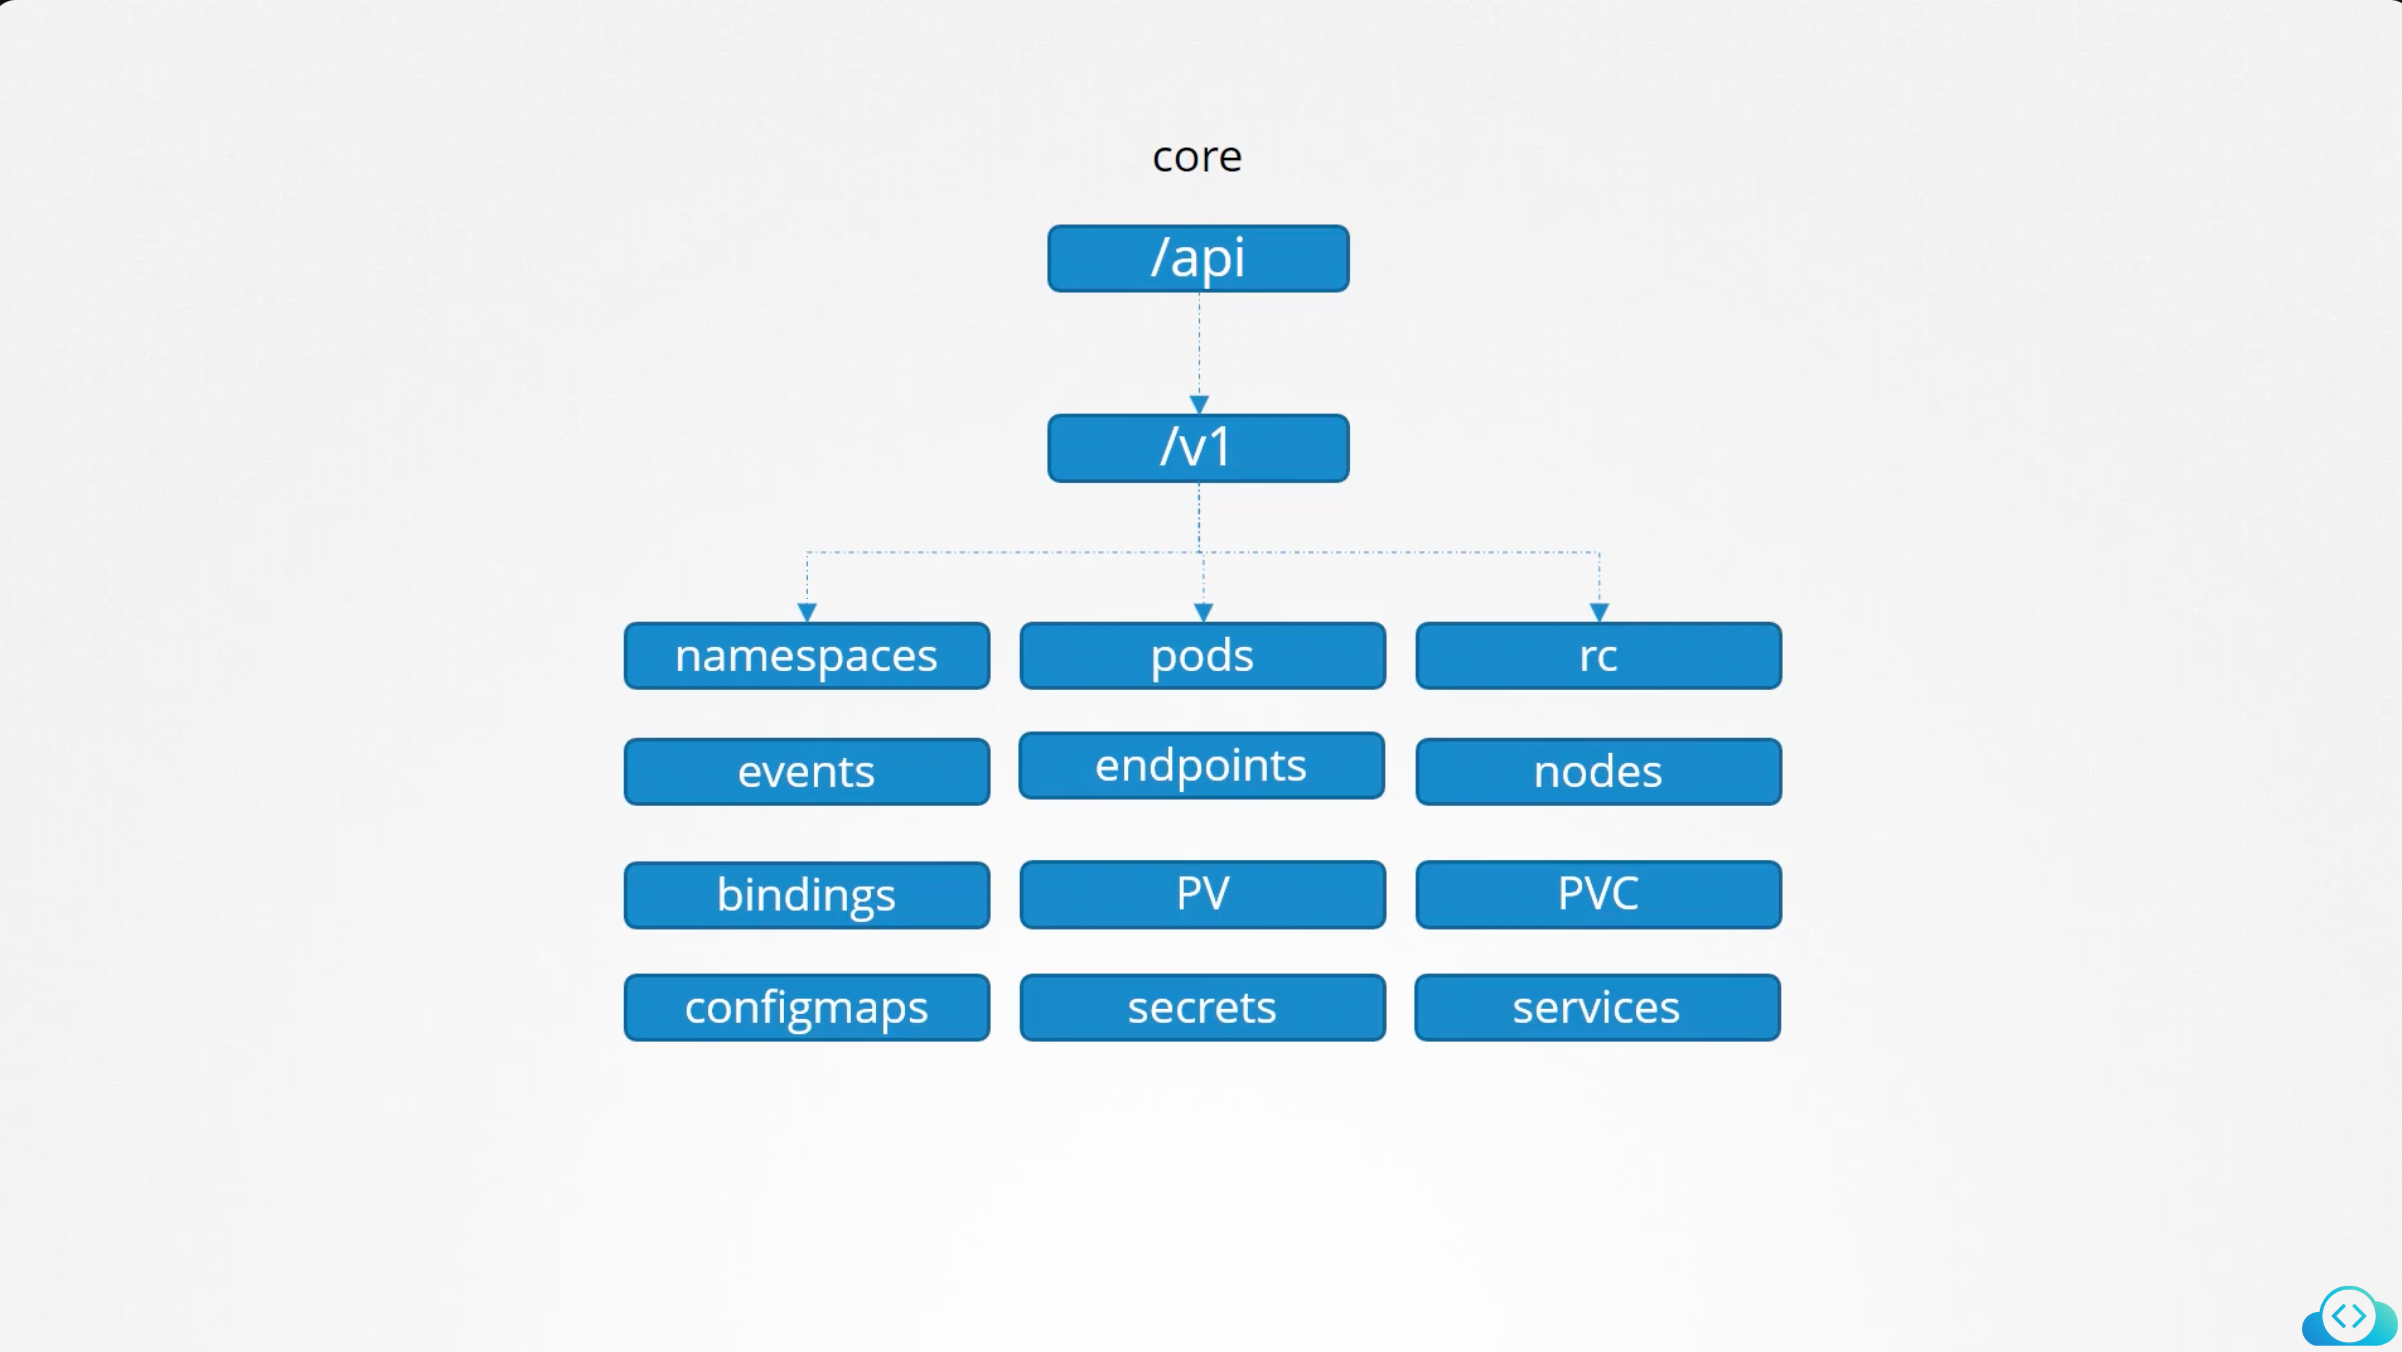 core
/api
/v1
namespaces
pods
rc
events
endpoints
nodes
bindings
PV
PVC
configmaps
secrets
services